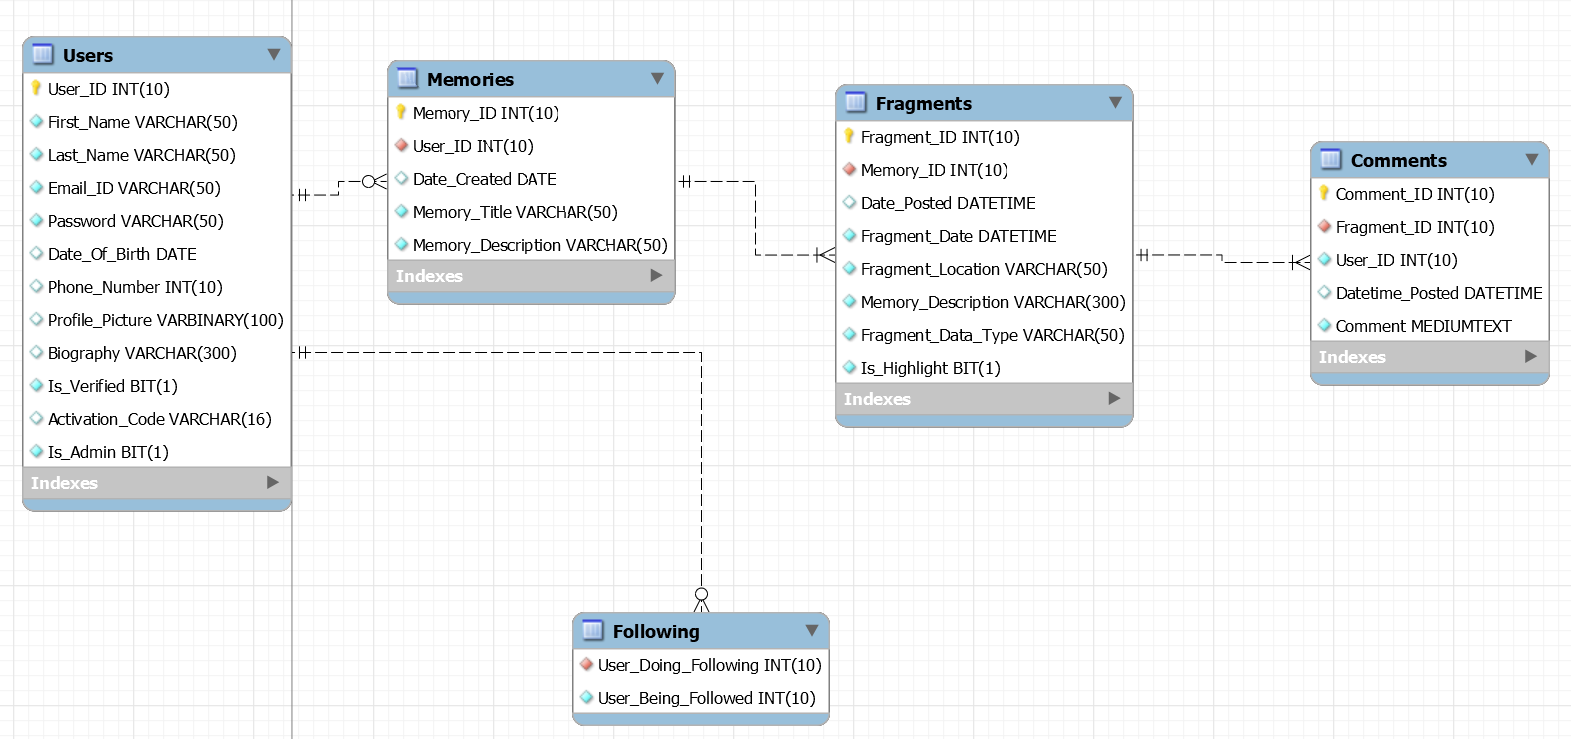 Users
User_ID INT(10)
First_Name VARCHAR(50)
Last_Name VARCHAR(50)
Email_ID VARCHAR(50)
Password VARCHAR(50)
Date_Of_Birth DATE
Phone_Number INT(10)
Profile_Picture VARBINARY(100)
Biography VARCHAR(300)
Is_Verified BIT(1)
Activation_Code VARCHAR(16)
Is_Admin BIT(1)
Indexes
Memories
Memory_ID INT(10)
User_ID INT(10)
Date_Created DATE
Memory_Title VARCHAR(50)
Memory_Description VARCHAR(50)
Indexes
Fragments
Fragment_ID INT(10)
Memory_ID INT(10)
Date_Posted DATETIME
Fragment_Date DATETIME
Fragment_Location VARCHAR(50)
Memory_Description VARCHAR(300)
Fragment_Data_Type VARCHAR(50)
Is_Highlight BIT(1)
Indexes
Comments
Comment_ID INT(10)
Fragment_ID INT(10)
User_ID INT(10)
Datetime_Posted DATETIME
Comment MEDIUMTEXT
Indexes
Following
User_Doing_Following INT(10)
User_Being_Followed INT(10)